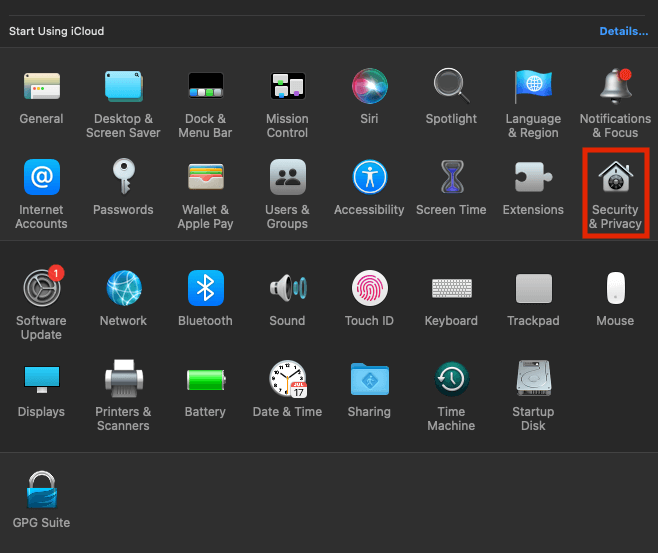 Start Using iCloud Details...
General Desktop & Screen Saver Dock & Menu Bar Mission Control Siri Spotlight Language & Region Notifications & Focus
@
Internet Accounts Passwords Wallet & Apple Pay Users & Groups Accessibility Screen Time Extensions Security & Privacy
1
Software Update Network Bluetooth Sound Touch ID Keyboard Trackpad Mouse
JUL
17
Displays Printers & Scanners Battery Date & Time Sharing Time Machine Startup Disk
GPG Suite